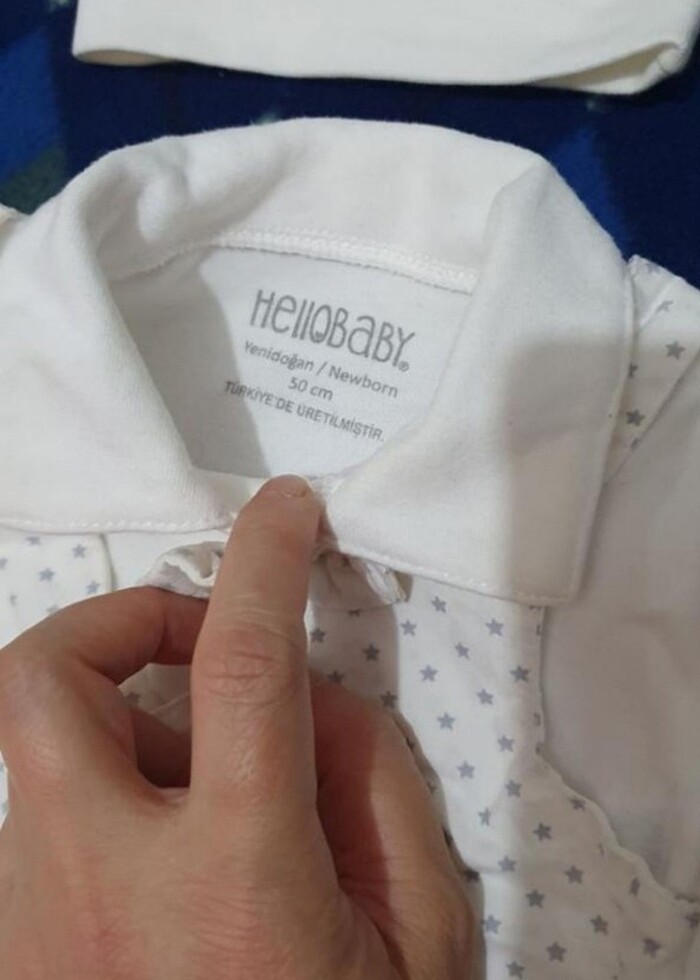 HelloBaby®
Yenidoğan / Newborn
50 cm
TÜRKİYE'DE ÜRETİLMİŞTİR.